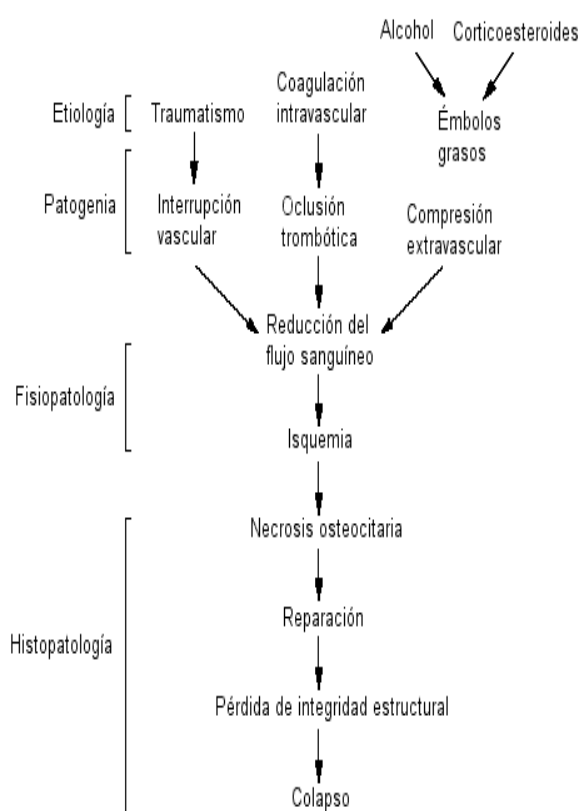 Alcohol Corticoesteroides
Etiología Traumatismo Coagulación
intravascular Émbolos
grasos
Patogenia Interrupción
vascular
Oclusión
trombótica
Compresión
extravascular
Reducción del
flujo sanguíneo
Fisiopatología
Isquemia
Necrosis osteocitaria
Reparación
Histopatología
Pérdida de integridad estructural
Colapso